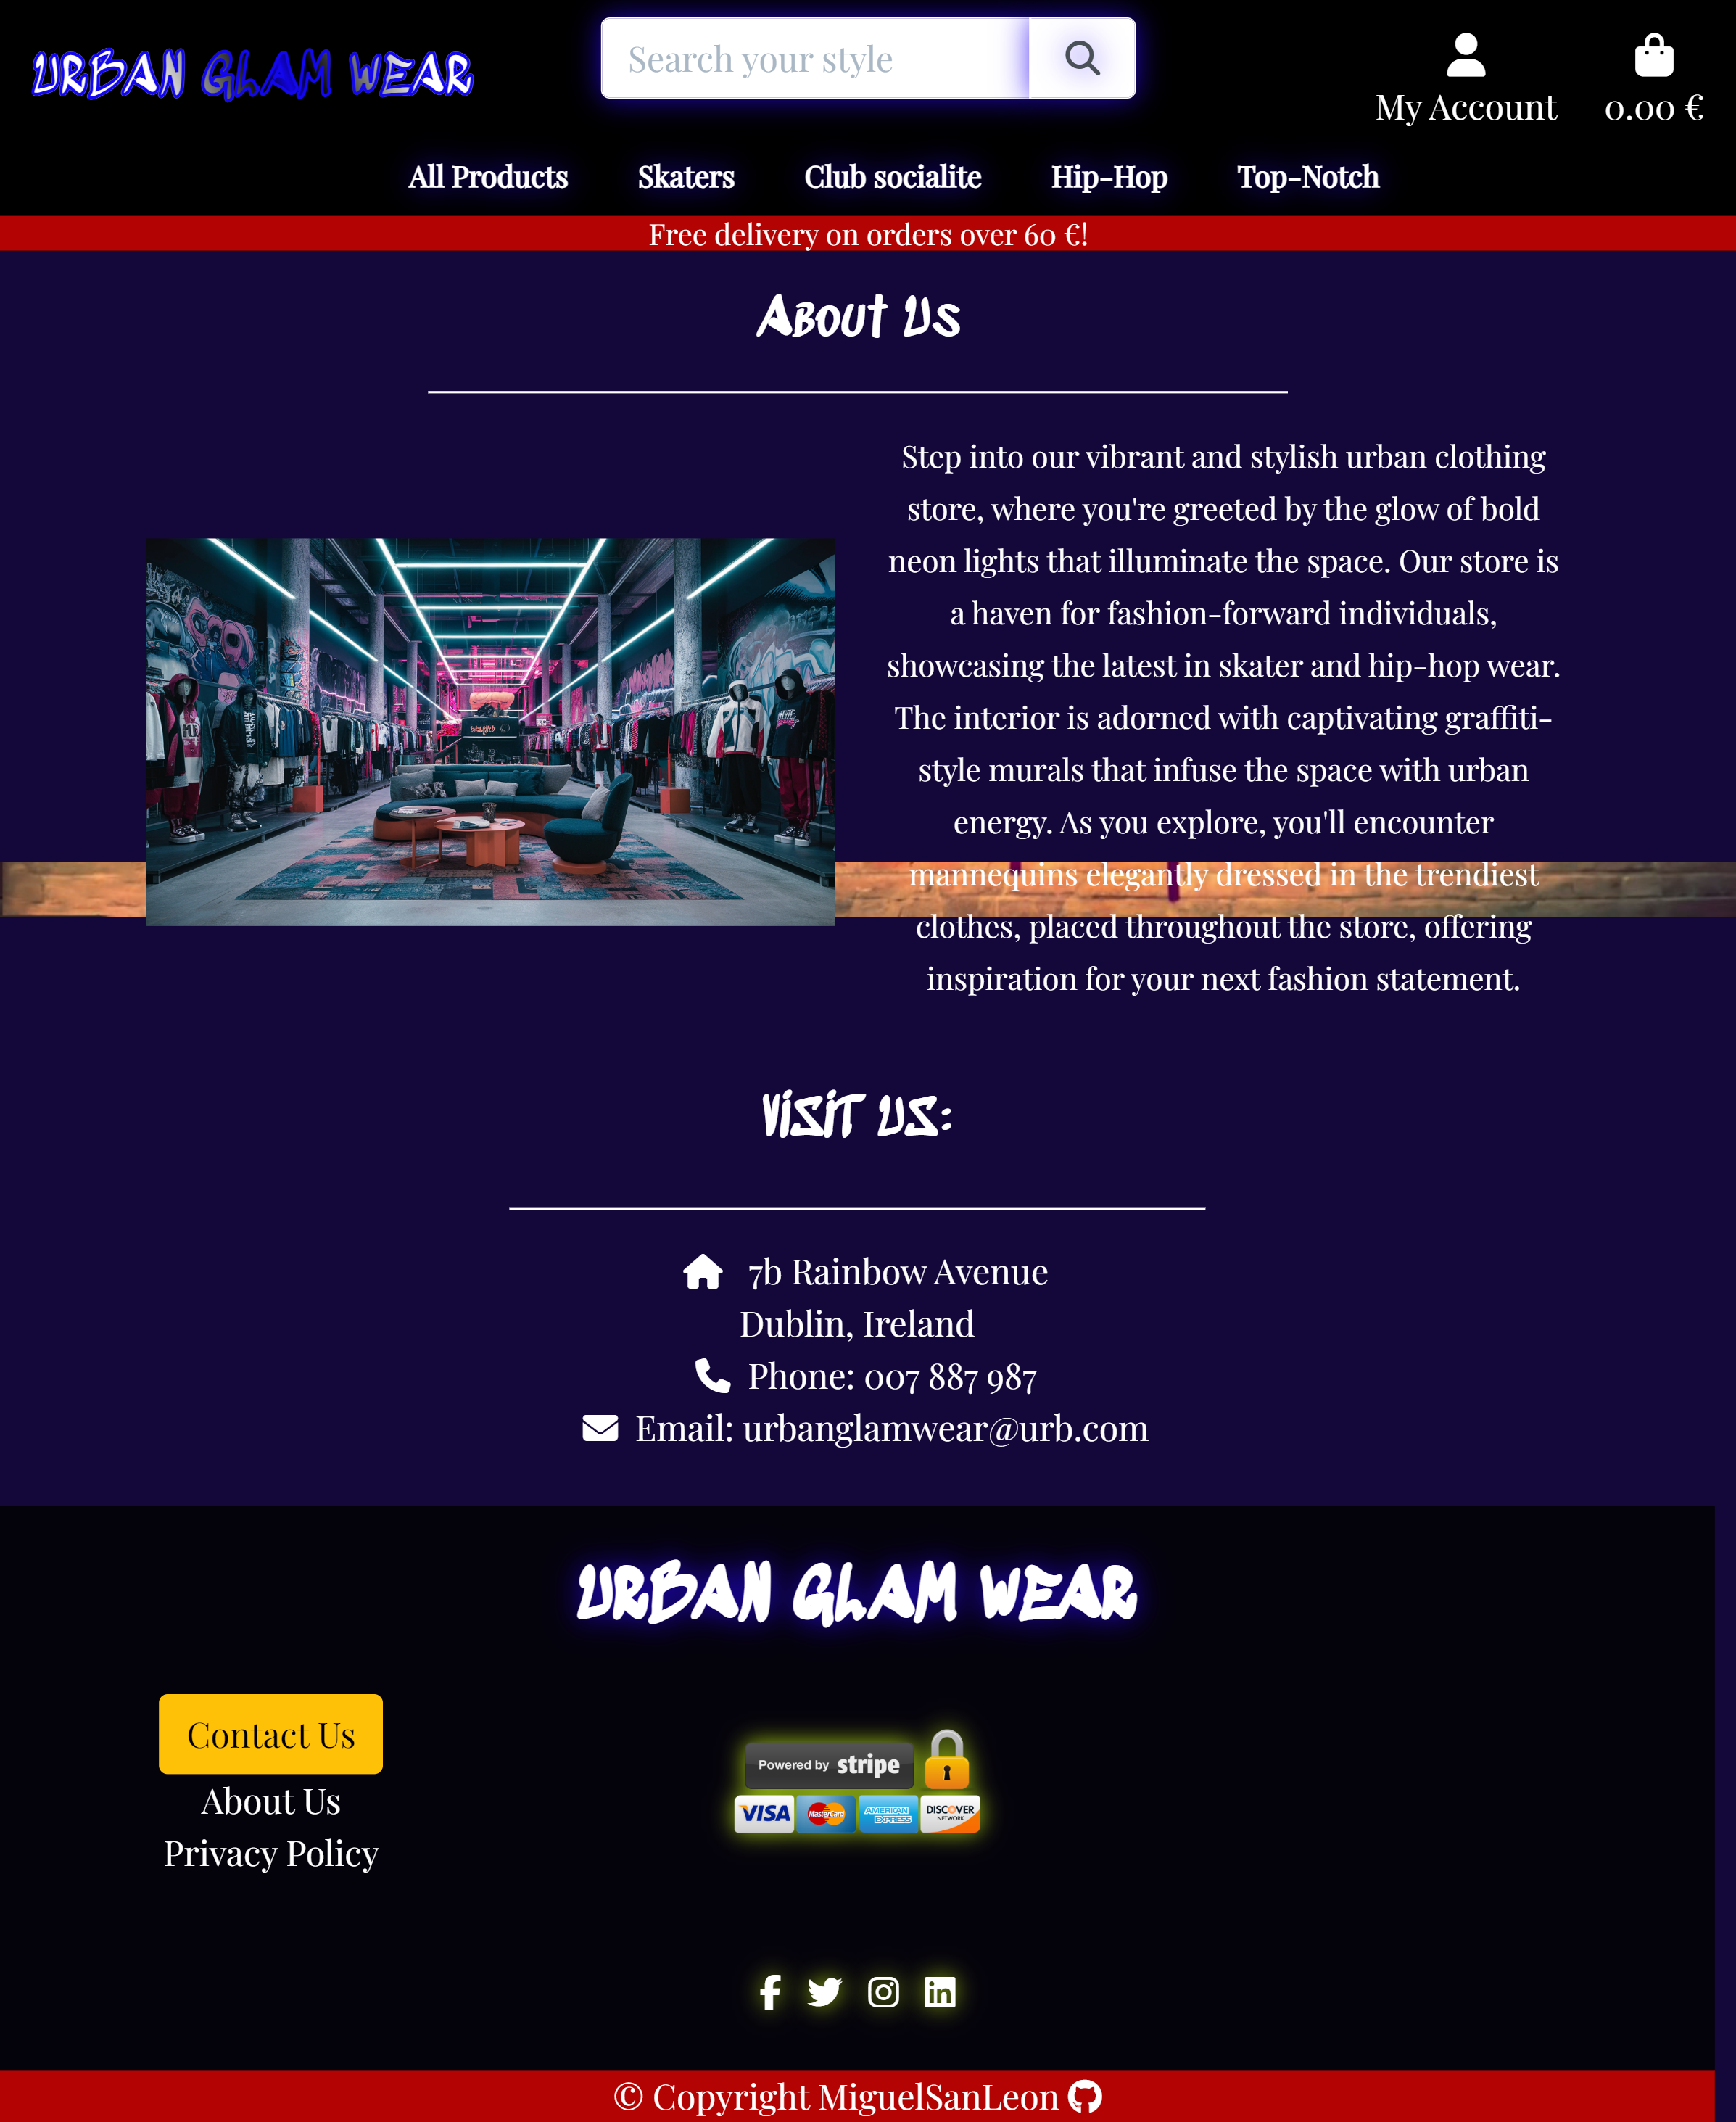 URBAN GLAM WEAR
Search your style
My Account
0.00 €
All Products
Skaters
Club socialite
Hip-Hop
Top-Notch
Free delivery on orders over 60 €!
About Us
Step into our vibrant and stylish urban clothing
store, where you're greeted by the glow of bold
neon lights that illuminate the space. Our store is
a haven for fashion-forward individuals,
showcasing the latest in skater and hip-hop wear.
The interior is adorned with captivating graffiti-
style murals that infuse the space with urban
energy. As you explore, you'll encounter
mannequins elegantly dressed in the trendiest
clothes, placed throughout the store, offering
inspiration for your next fashion statement.
VISIT US:
7b Rainbow Avenue
Dublin, Ireland
Phone: 007 887 987
Email: urbanglamwear@urb.com
URBAN GLAM WEAR
Contact Us
About Us
Privacy Policy
Powered by stripe
VISA MasterCard AMERICAN EXPRESS DISCOVER NETWORK
© Copyright MiguelSanLeon